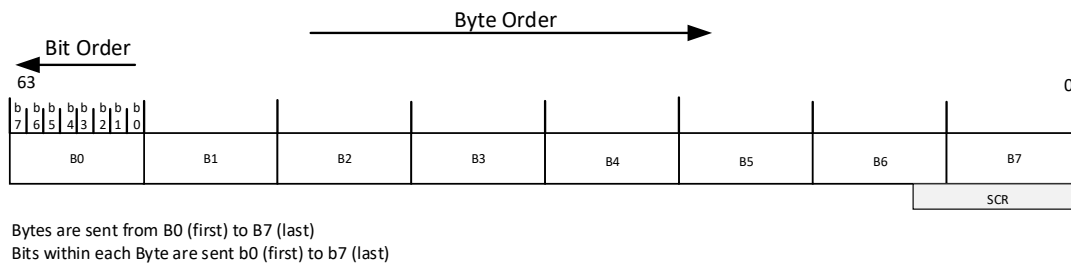 Byte Order
Bit Order
63
0
b7 b6 b5 b4 b3 b2 b1 b0
B0 B1 B2 B3 B4 B5 B6 B7
SCR
Bytes are sent from B0 (first) to B7 (last)
Bits within each Byte are sent b0 (first) to b7 (last)